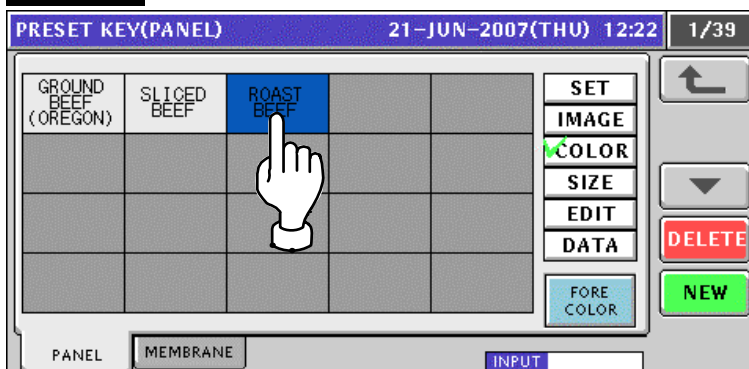 PRESET KEY(PANEL) 21-JUN-2007(THU) 12:22 1/39
GROUND
BEEF
(OREGON)
SLICED
BEEF
ROAST
BEEF
SET
IMAGE
COLOR
SIZE
EDIT
DATA
FORE
COLOR
DELETE
NEW
PANEL
MEMBRANE
INPUT